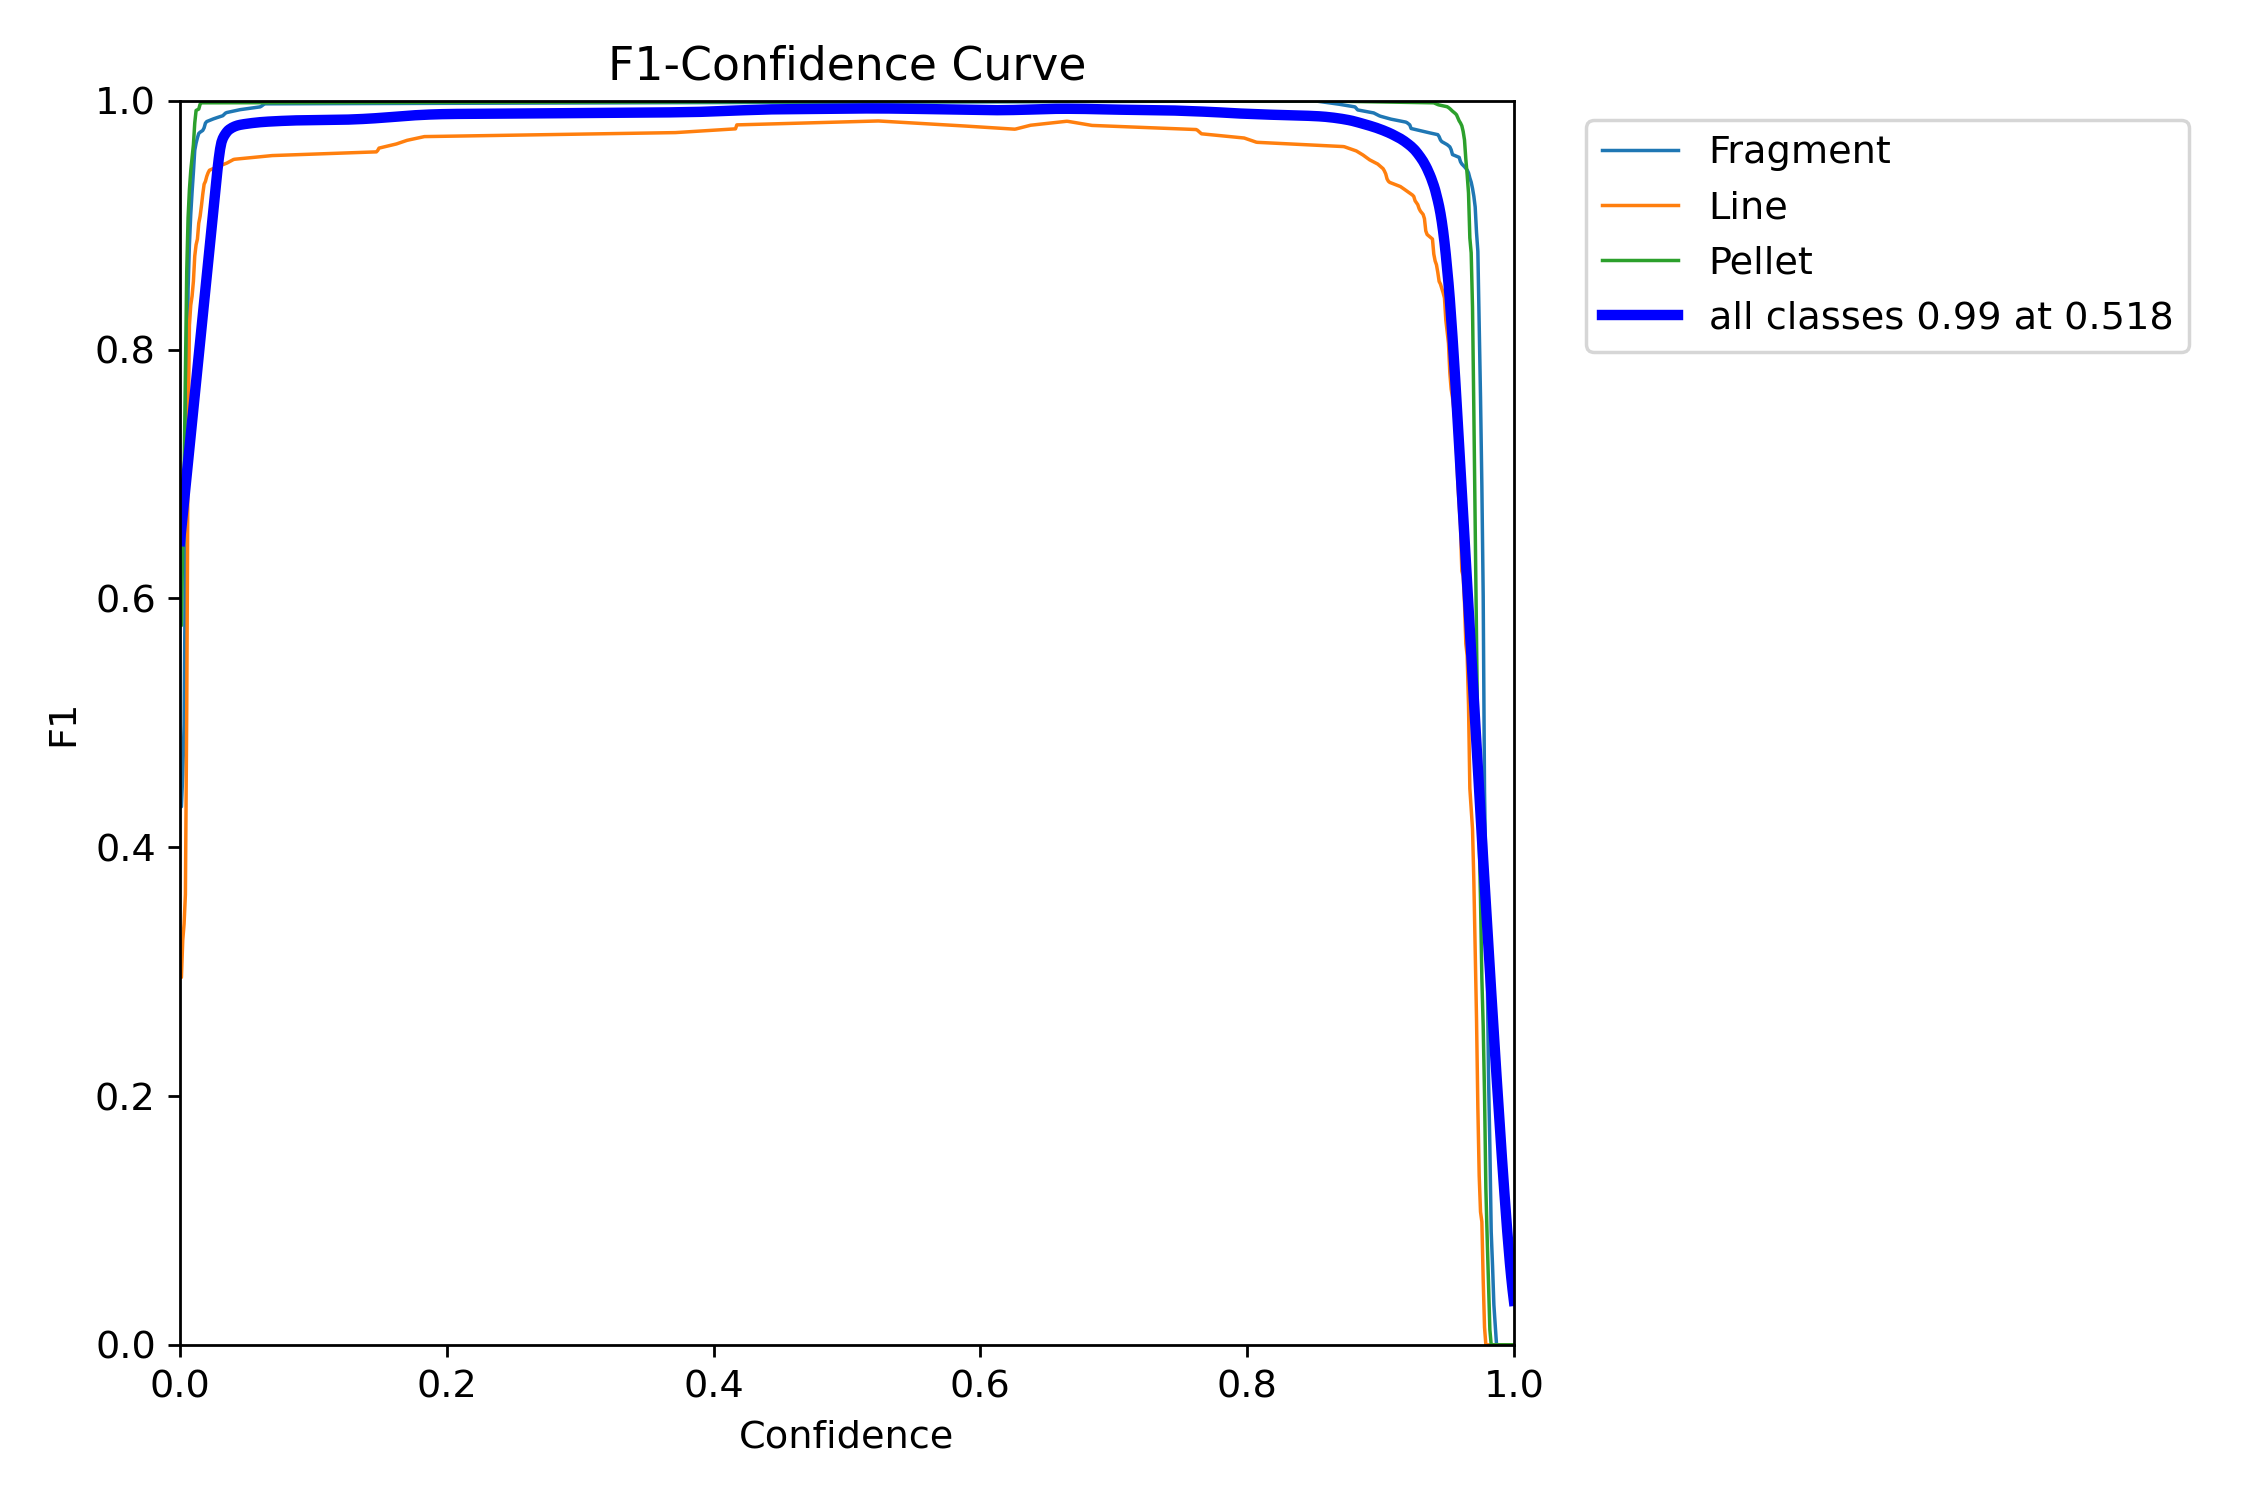 F1-Confidence Curve
1.0
0.8
0.6
0.4
0.2
0.0
F1
0.0 0.2 0.4 0.6 0.8 1.0
Confidence
Fragment
Line
Pellet
all classes 0.99 at 0.518